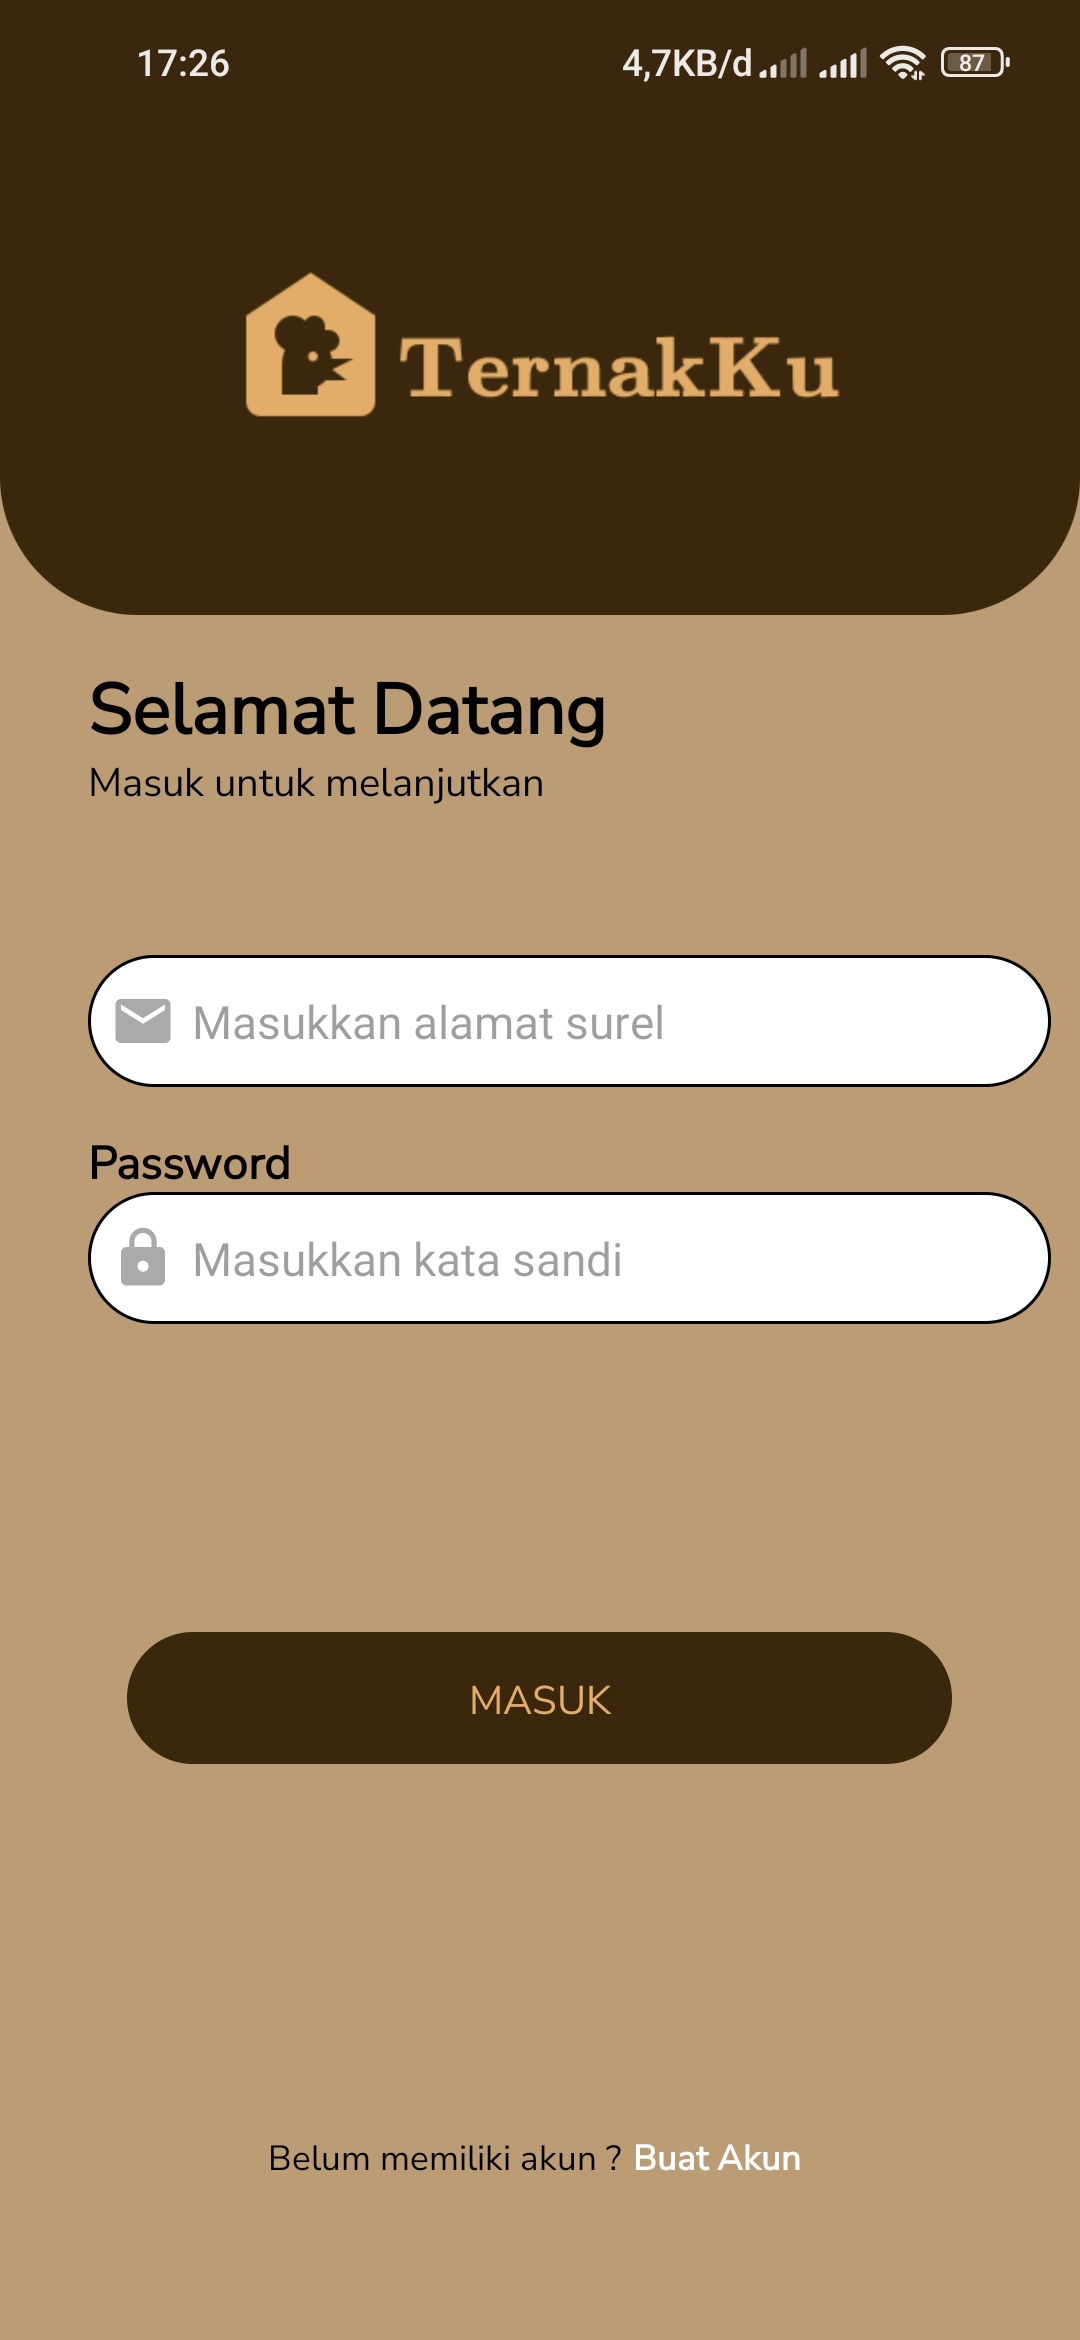 17:26
4,7KB/d
87
TernakKu
Selamat Datang
Masuk untuk melanjutkan
Masukkan alamat surel
Password
Masukkan kata sandi
MASUK
Belum memiliki akun ? Buat Akun